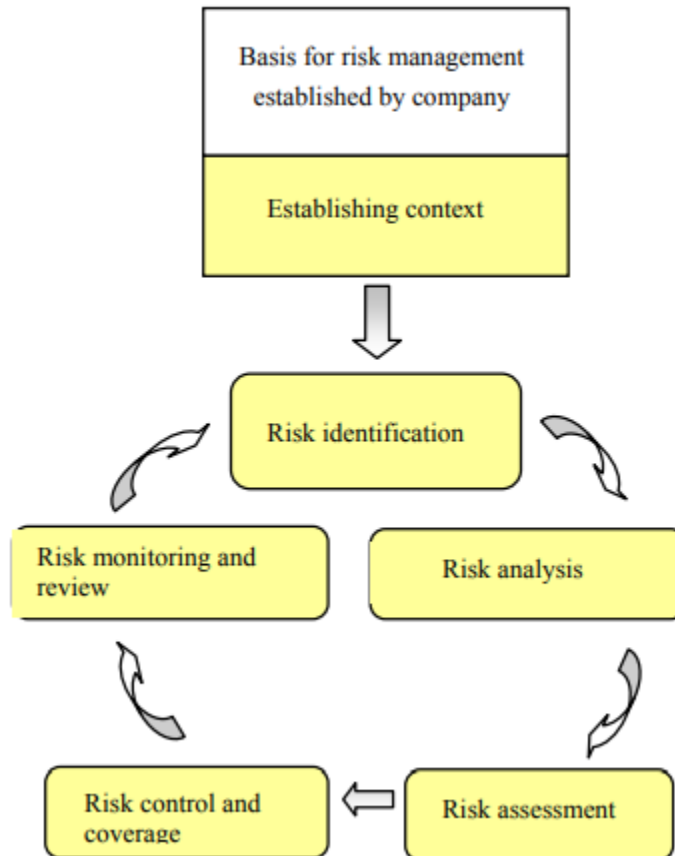 Basis for risk management
established by company
Establishing context
Risk identification
Risk monitoring and
review
Risk analysis
Risk control and
coverage
Risk assessment